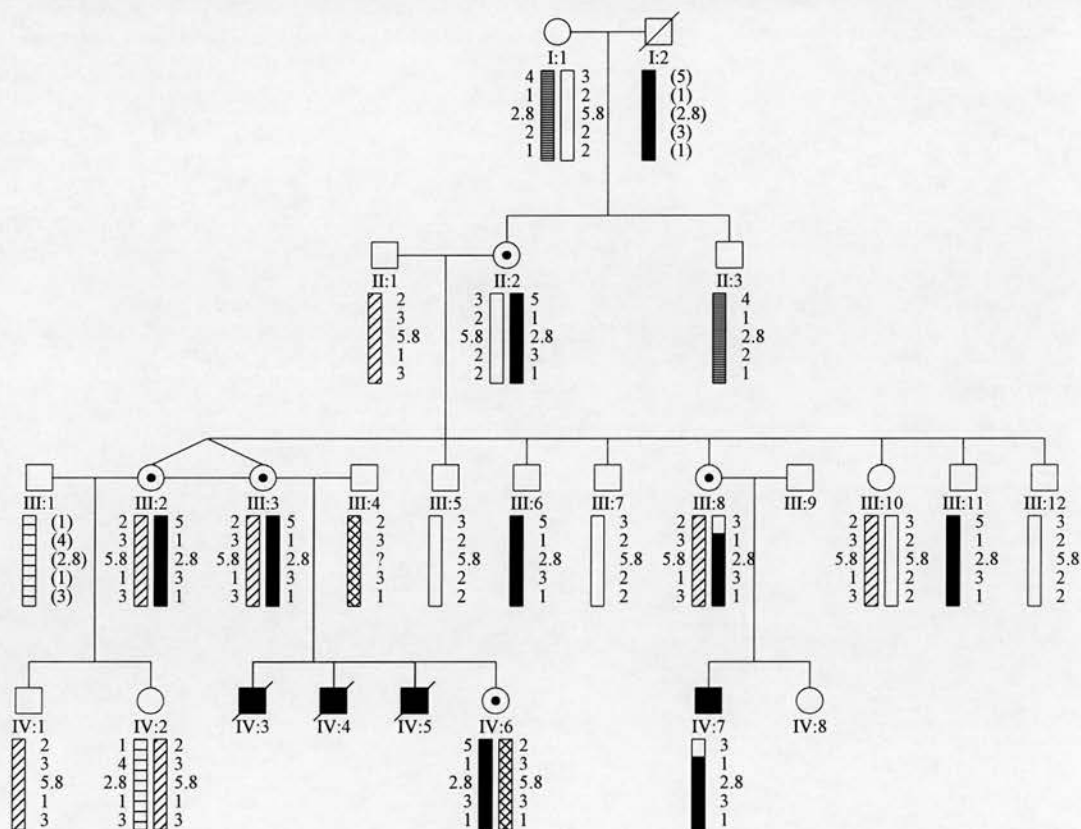 I:1 I:2
4 3 (5)
1 2 (1)
2.8 5.8 (2.8)
2 2 (3)
1 2 (1)
II:1 II:2 II:3
2 3 5 4
3 2 1 1
5.8 5.8 2.8 2.8
1 2 3 2
3 2 1 1
III:1 III:2 III:3 III:4 III:5 III:6 III:7 III:8 III:9 III:10 III:11 III:12
(1) 2 5 2 5 2 3 5 3 2 3 2 3 5 3
(4) 3 1 3 1 3 2 1 2 3 1 3 2 1 2
(2.8) 5.8 2.8 5.8 2.8 ? 5.8 2.8 5.8 5.8 2.8 5.8 5.8 2.8 5.8
(1) 1 3 1 3 3 2 3 2 1 3 1 2 3 2
(3) 3 1 3 1 1 2 1 2 3 1 3 2 1 2
IV:1 IV:2 IV:3 IV:4 IV:5 IV:6 IV:7 IV:8
2 1 2 5 2 3
3 4 3 1 3 1
5.8 2.8 5.8 2.8 5.8 2.8
1 1 1 3 3 3
3 3 3 1 1 1